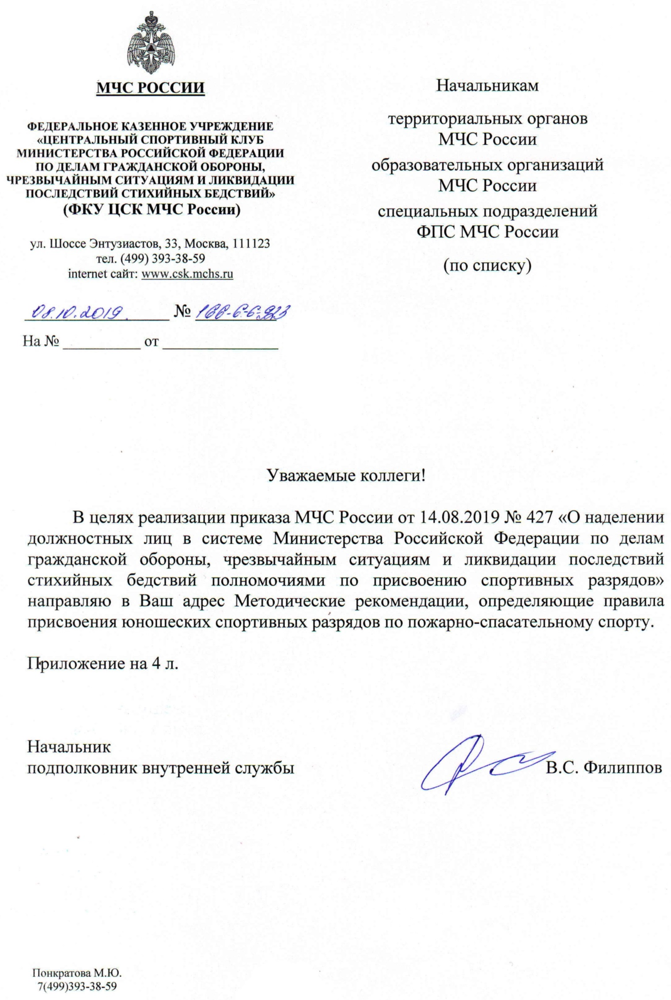 МЧС РОССИИ
ФЕДЕРАЛЬНОЕ КАЗЕННОЕ УЧРЕЖДЕНИЕ
«ЦЕНТРАЛЬНЫЙ СПОРТИВНЫЙ КЛУБ
МИНИСТЕРСТВА РОССИЙСКОЙ ФЕДЕРАЦИИ
ПО ДЕЛАМ ГРАЖДАНСКОЙ ОБОРОНЫ,
ЧРЕЗВЫЧАЙНЫМ СИТУАЦИЯМ И ЛИКВИДАЦИИ
ПОСЛЕДСТВИЙ СТИХИЙНЫХ БЕДСТВИЙ»
(ФКУ ЦСК МЧС России)
ул. Шоссе Энтузиастов, 33, Москва, 111123
тел. (499) 393-38-59
internet сайт: www.csk.mchs.ru
08.10.2019. № 166-6-6-923
На № от
Начальникам
территориальных органов
МЧС России
образовательных организаций
МЧС России
специальных подразделений
ФПС МЧС России
(по списку)
Уважаемые коллеги!
В целях реализации приказа МЧС России от 14.08.2019 № 427 «О наделении
должностных лиц в системе Министерства Российской Федерации по делам
гражданской обороны, чрезвычайным ситуациям и ликвидации последствий
стихийных бедствий полномочиями по присвоению спортивных разрядов»
направляю в Ваш адрес Методические рекомендации, определяющие правила
присвоения юношеских спортивных разрядов по пожарно-спасательному спорту.
Приложение на 4 л.
Начальник
подполковник внутренней службы В.С. Филиппов
Понкратова М.Ю.
7(499)393-38-59